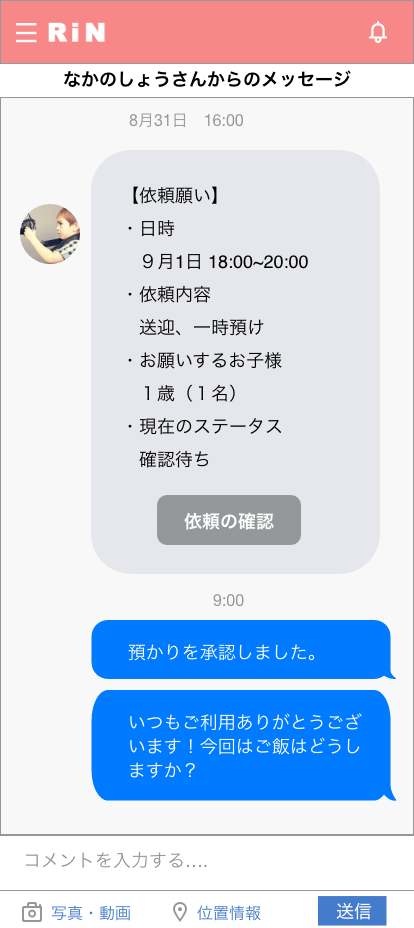 RiN
なかのしょうさんからのメッセージ
8月31日　16:00
【依頼願い】
・日時
９月1日 18:00~20:00
・依頼内容
送迎、一時預け
・お願いするお子様
１歳（１名）
・現在のステータス
確認待ち
依頼の確認
9:00
預かりを承認しました。
いつもご利用ありがとうござ
います！今回はご飯はどうし
ますか？
コメントを入力する....
写真・動画
位置情報
送信